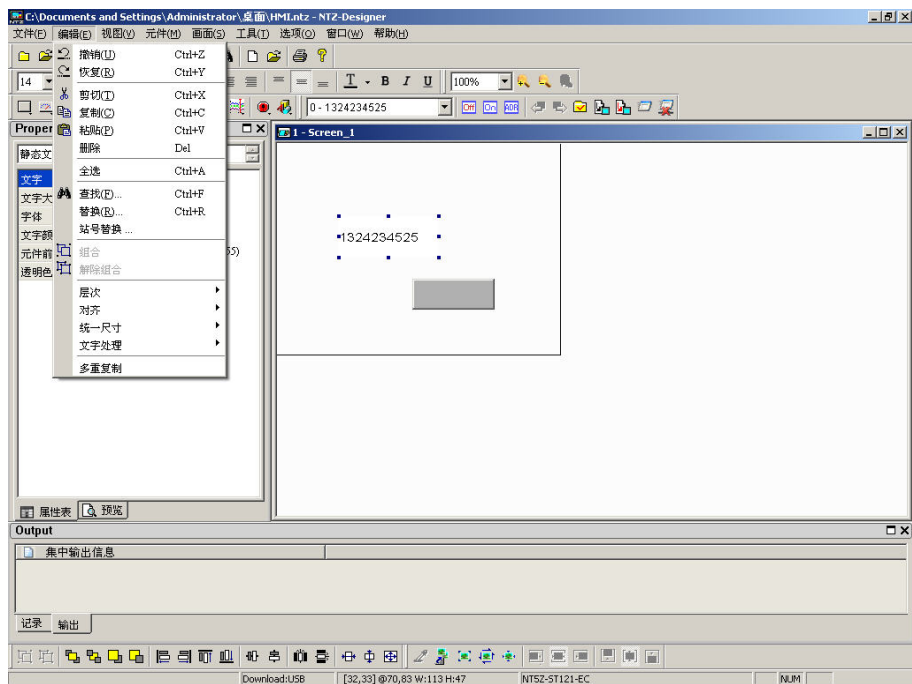 C:\Documents and Settings\Administrator\桌面\HMI.ntz - NTZ-Designer
文件(F) 编辑(E) 视图(V) 元件(M) 画面(S) 工具(T) 选项(O) 窗口(W) 帮助(H)
14 T B I U 100%
0 - 1324234525 Off On ADR
Proper
静态文
文字
文字大
字体
文字颜
元件前 55)
透明色
撤销(U) Ctrl+Z
恢复(R) Ctrl+Y
剪切(T) Ctrl+X
复制(C) Ctrl+C
粘贴(P) Ctrl+V
删除 Del
全选 Ctrl+A
查找(F)... Ctrl+F
替换(R)... Ctrl+R
站号替换 ...
组合
解除组合
层次
对齐
统一尺寸
文字处理
多重复制
1 - Screen_1
1324234525
属性表 预览
Output
集中输出信息
记录 输出
Download:USB [32,33] @70,83 W:113 H:47 NT5Z-ST121-EC NUM